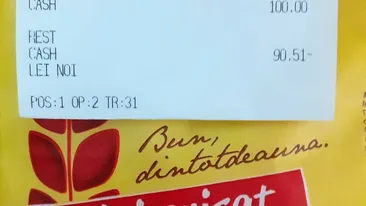 CASH 100.00
REST
CASH 90.51-
LEI NOI
POS:1 OP:2 TR:31
Bun,
dintotdeauna.